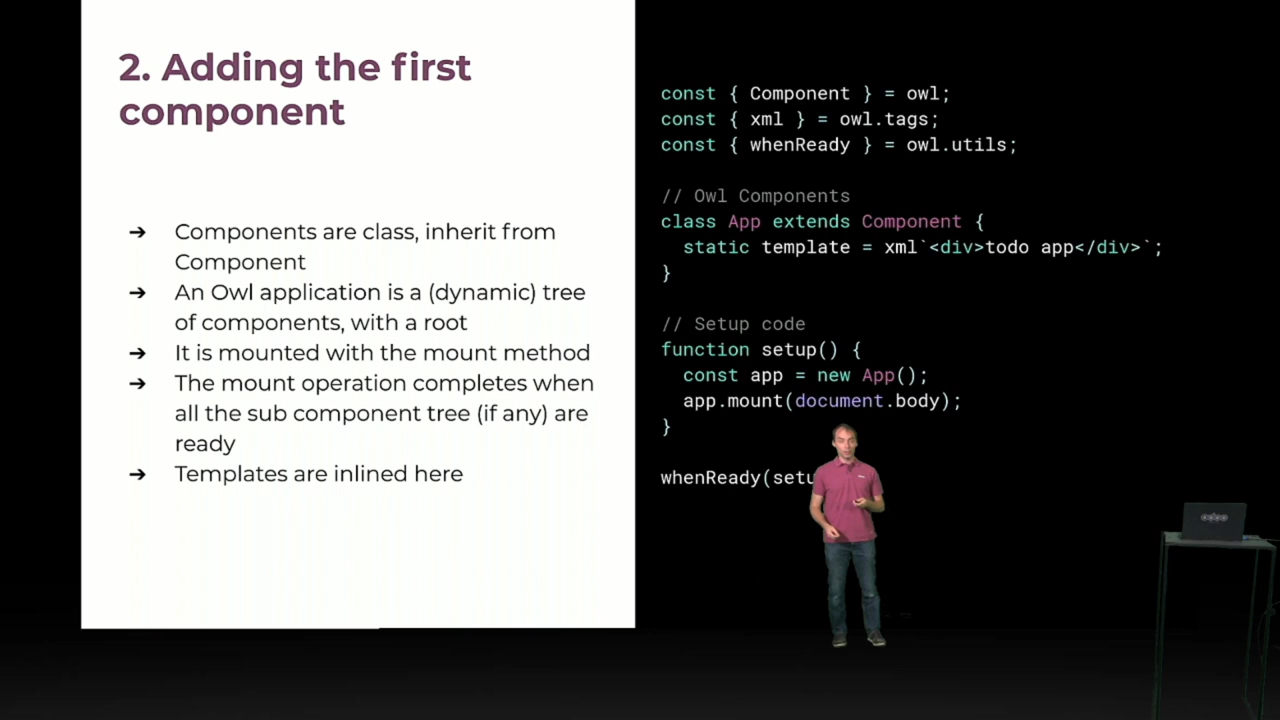 2. Adding the first
component
➔ Components are class, inherit from
Component
➔ An Owl application is a (dynamic) tree
of components, with a root
➔ It is mounted with the mount method
➔ The mount operation completes when
all the sub component tree (if any) are
ready
➔ Templates are inlined here
const { Component } = owl;
const { xml } = owl.tags;
const { whenReady } = owl.utils;
// Owl Components
class App extends Component {
static template = xml`<div>todo app</div>`;
}
// Setup code
function setup() {
const app = new App();
app.mount(document.body);
}
whenReady(setu
odoo